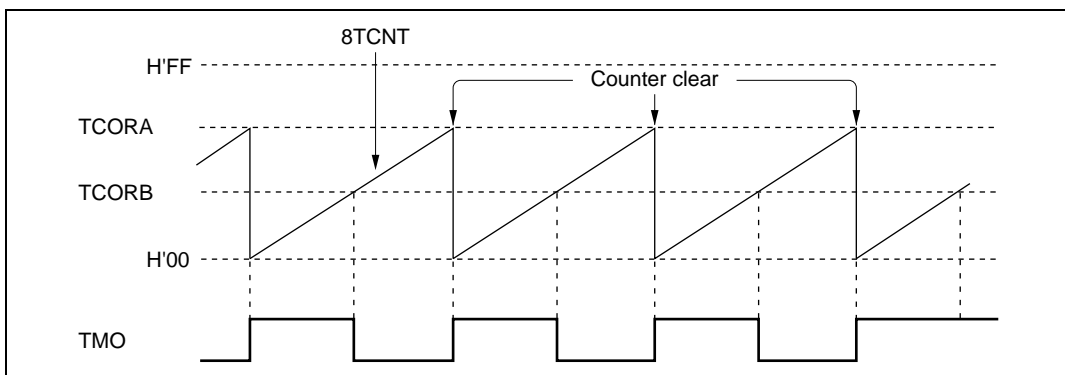 8TCNT
H'FF
Counter clear
TCORA
TCORB
H'00
TMO